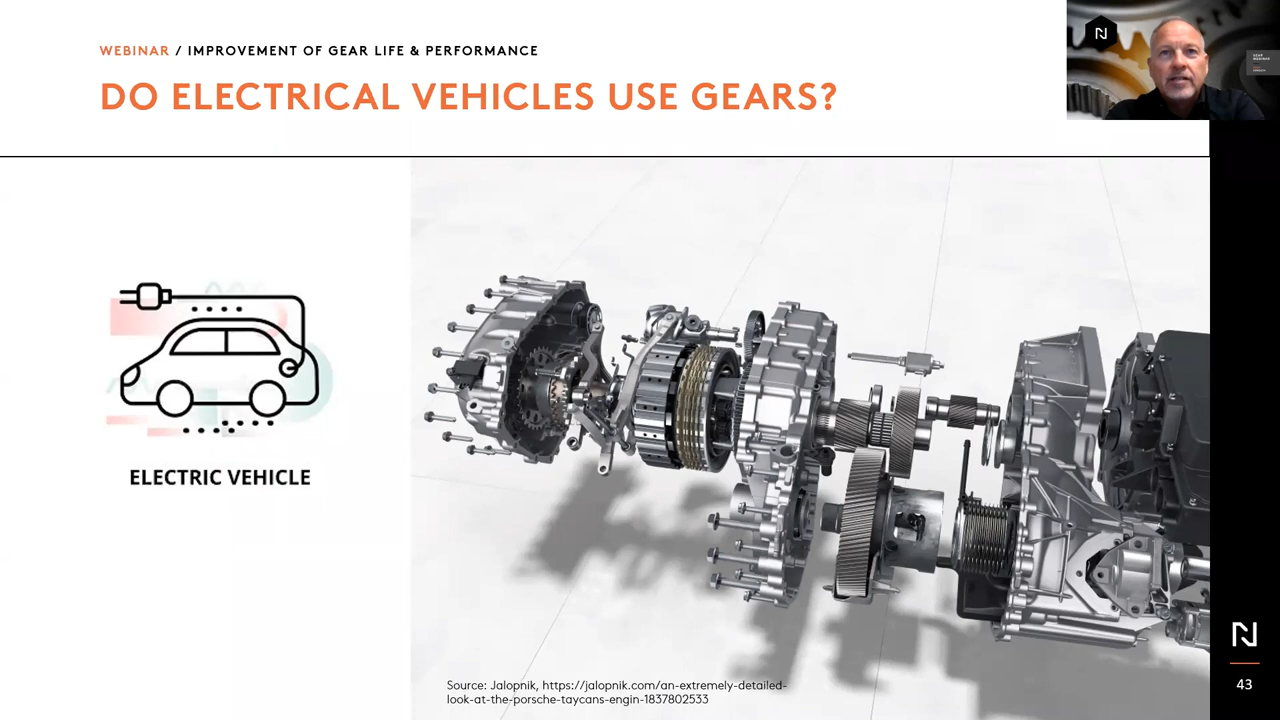 WEBINAR / IMPROVEMENT OF GEAR LIFE & PERFORMANCE
DO ELECTRICAL VEHICLES USE GEARS?
ELECTRIC VEHICLE
Source: Jalopnik, https://jalopnik.com/an-extremely-detailed-
look-at-the-porsche-taycans-engin-1837802533
N
43